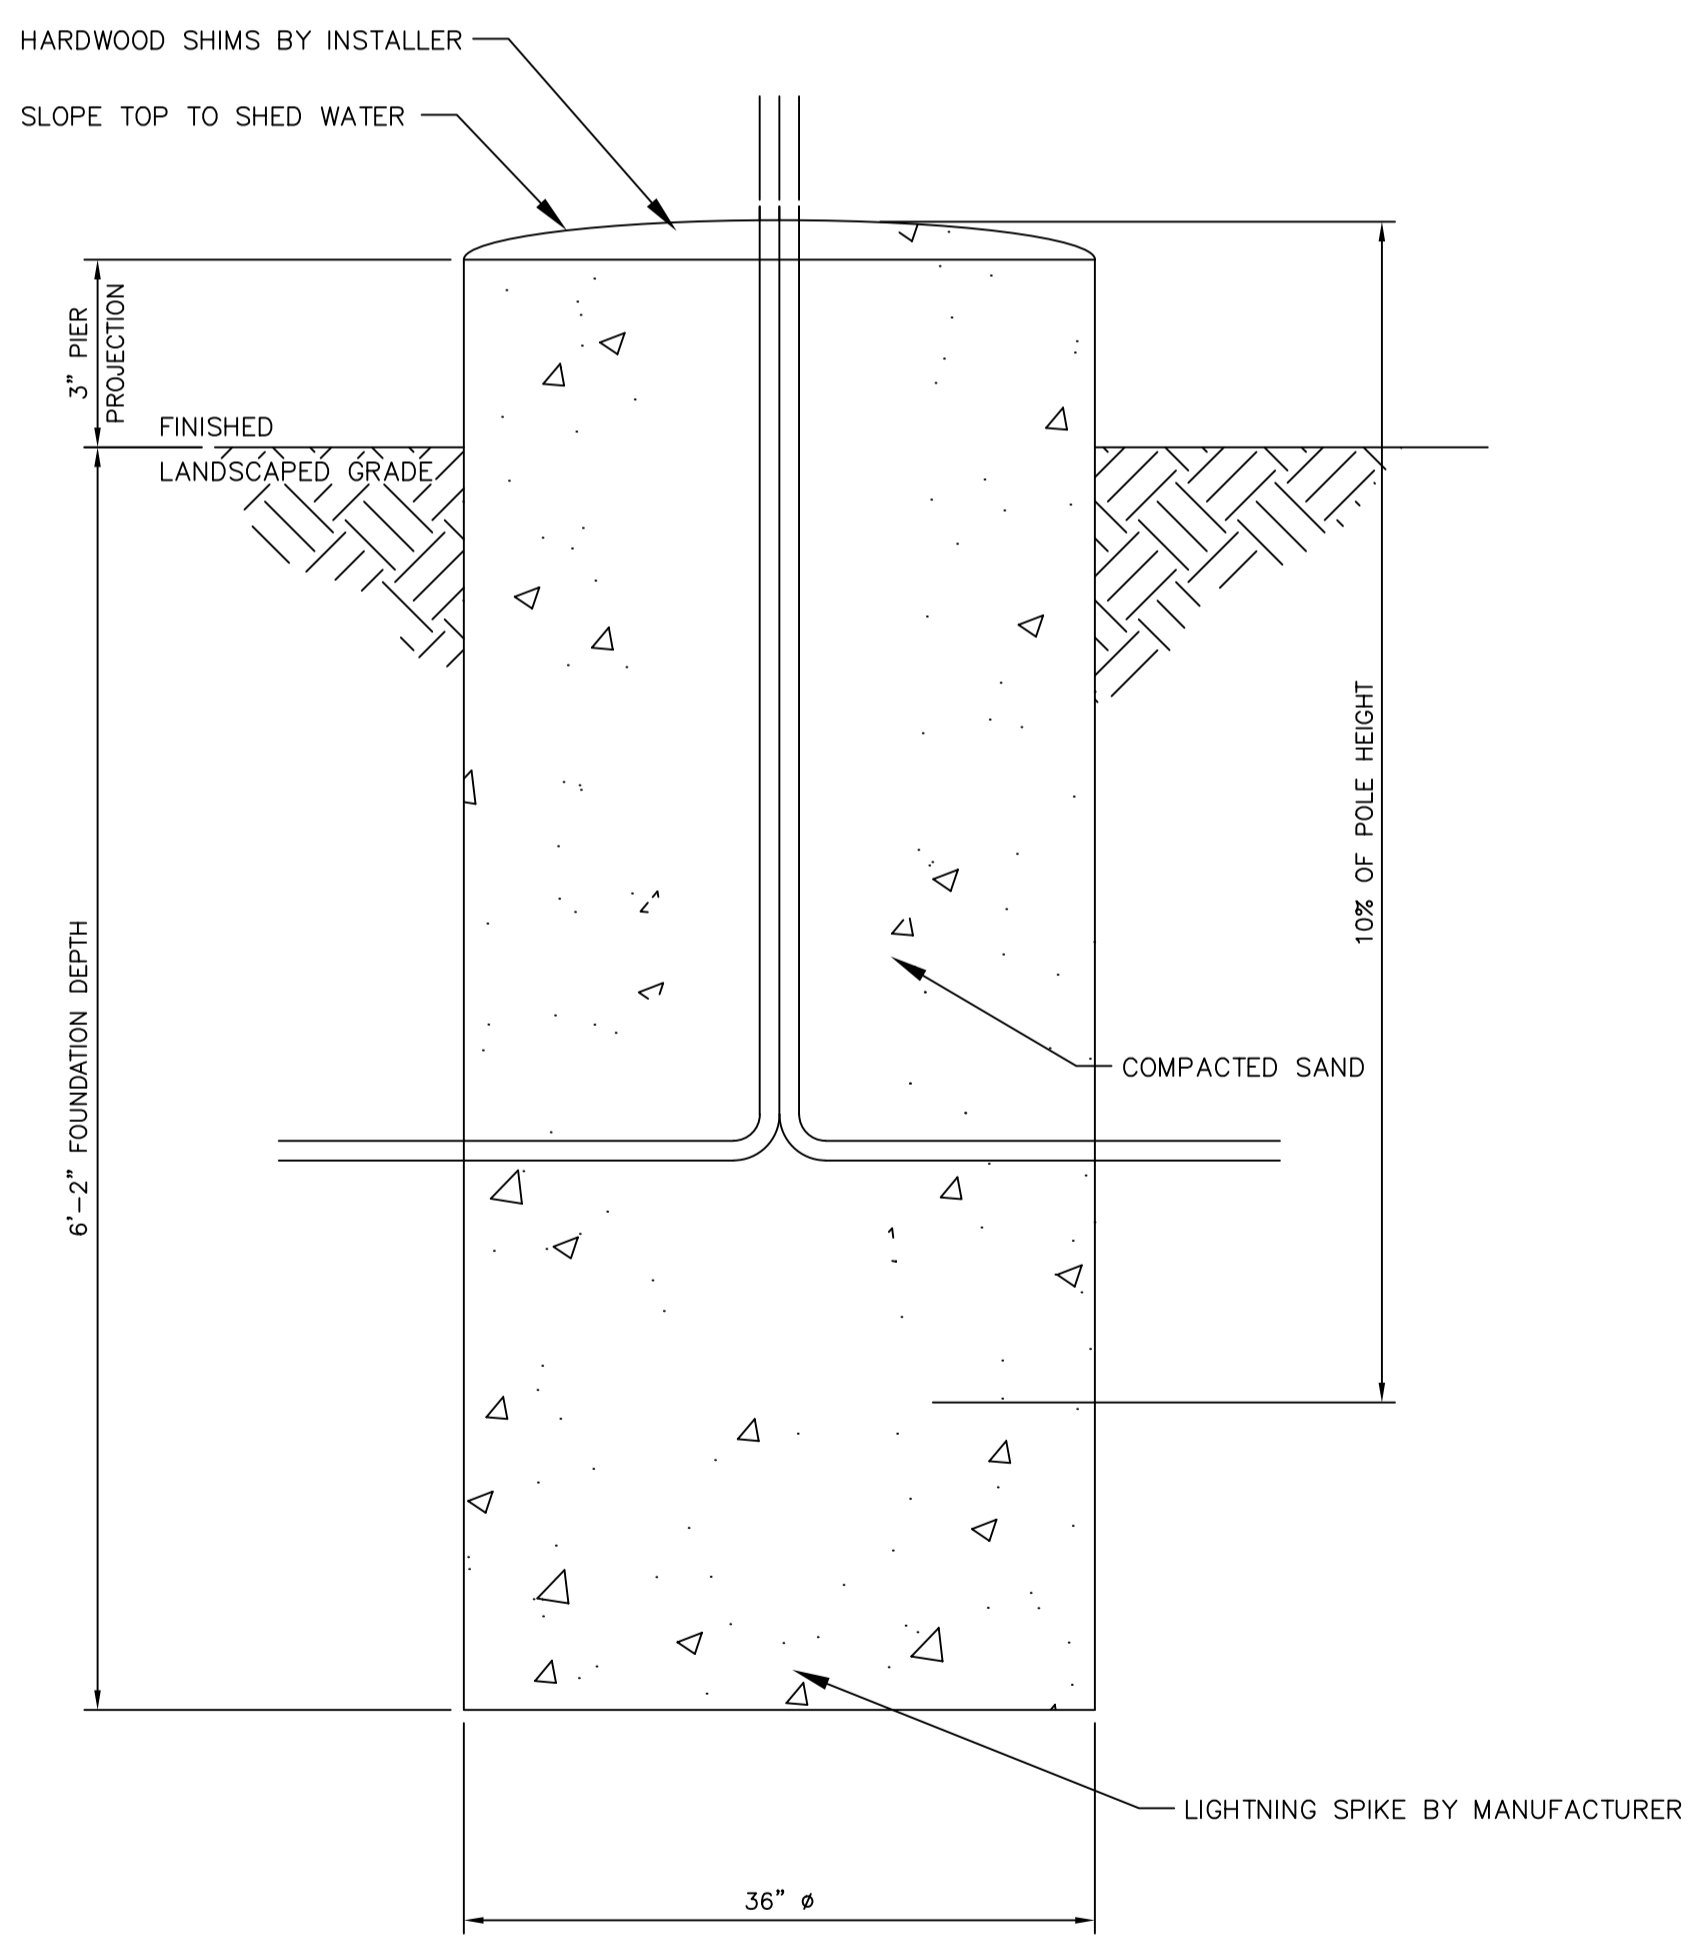 HARDWOOD SHIMS BY INSTALLER
SLOPE TOP TO SHED WATER
3" PIER
PROJECTION
FINISHED
LANDSCAPED GRADE
10% OF POLE HEIGHT
6'-2" FOUNDATION DEPTH
COMPACTED SAND
LIGHTNING SPIKE BY MANUFACTURER
36" ø